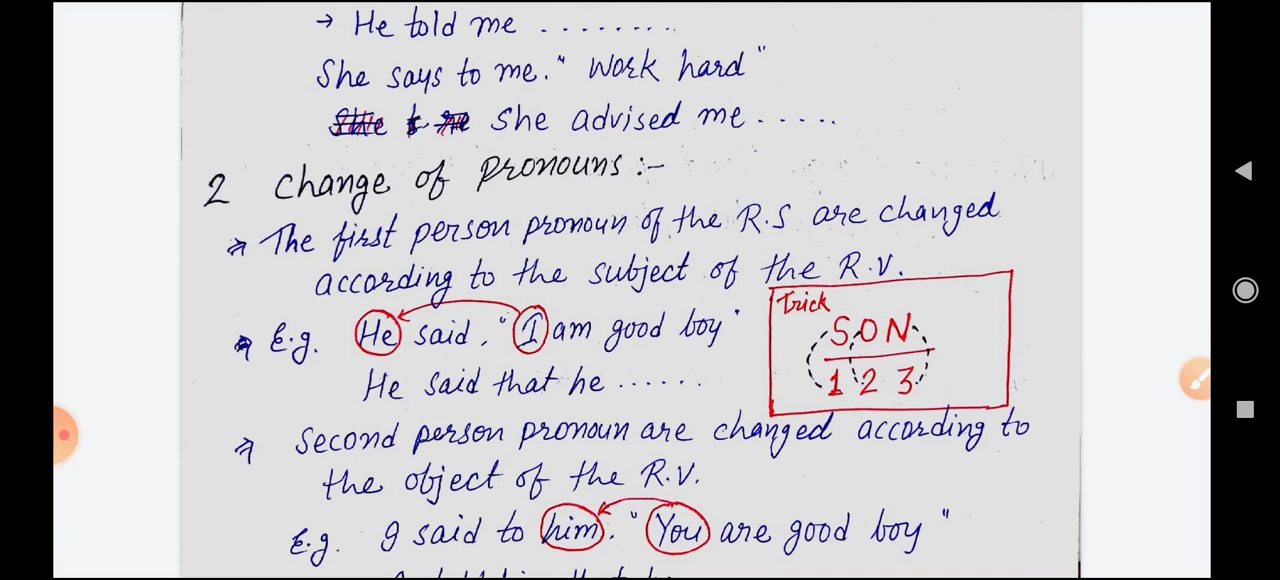 → He told me .........
She says to me. "Work hard"
She advised me .....
2 Change of Pronouns :-
⇒ The first person pronoun of the R.S are changed
according to the subject of the R.V.
Trick
SON
1 2 3
⇒ E.g. He said, "I am good boy"
He said that he ......
⇒ Second person pronoun are changed according to
the object of the R.V.
E.g. I said to him. "You are good boy"